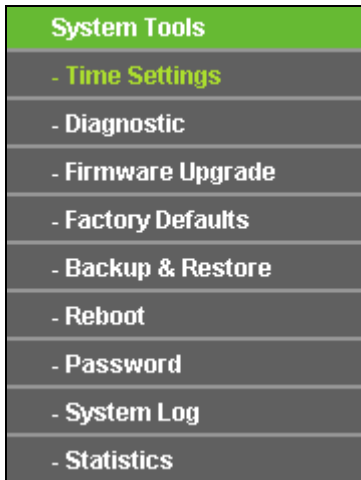 System Tools
- Time Settings
- Diagnostic
- Firmware Upgrade
- Factory Defaults
- Backup & Restore
- Reboot
- Password
- System Log
- Statistics